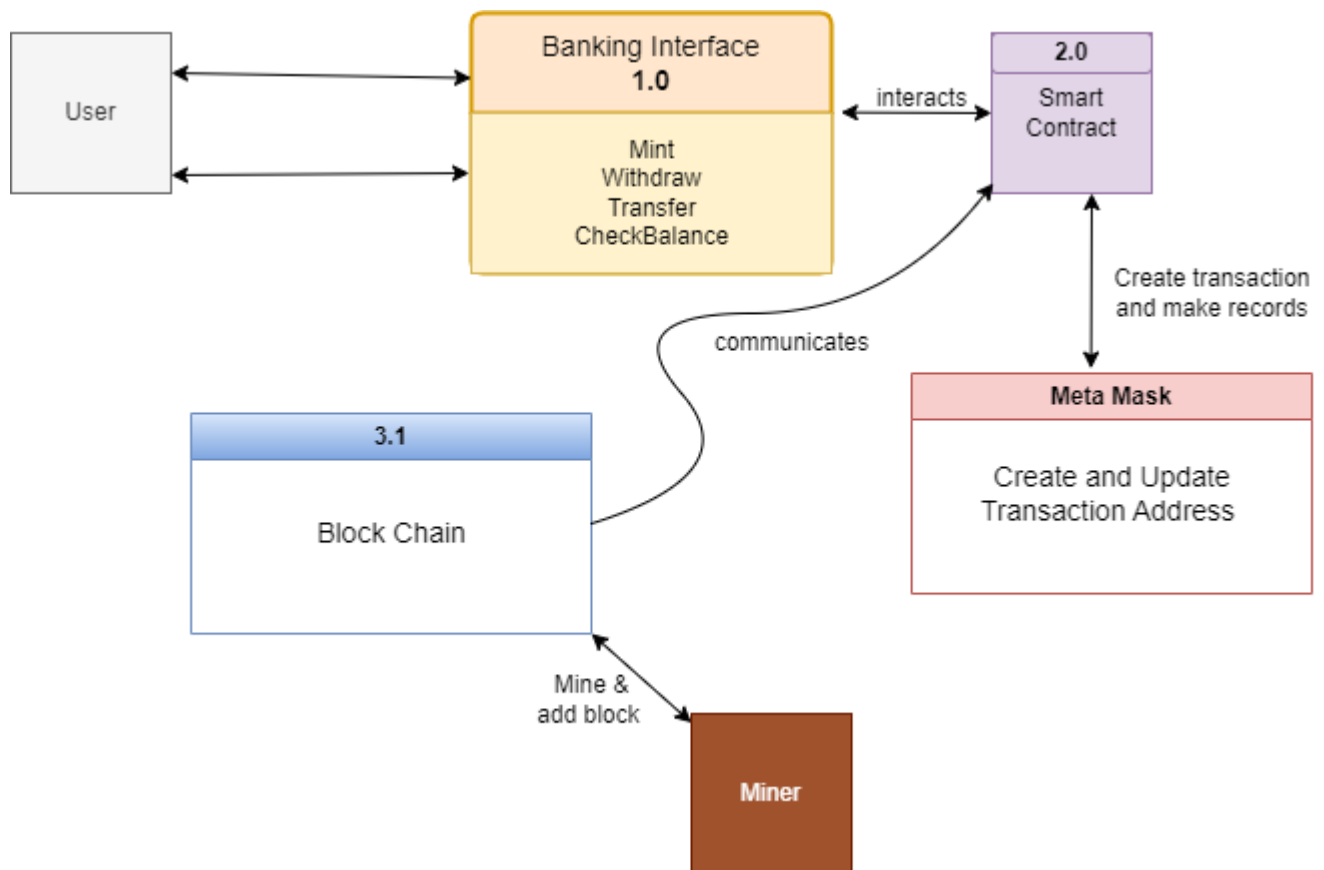 User
Banking Interface
1.0
Mint
Withdraw
Transfer
CheckBalance
interacts
2.0
Smart
Contract
Create transaction
and make records
communicates
Meta Mask
Create and Update
Transaction Address
3.1
Block Chain
Mine &
add block
Miner